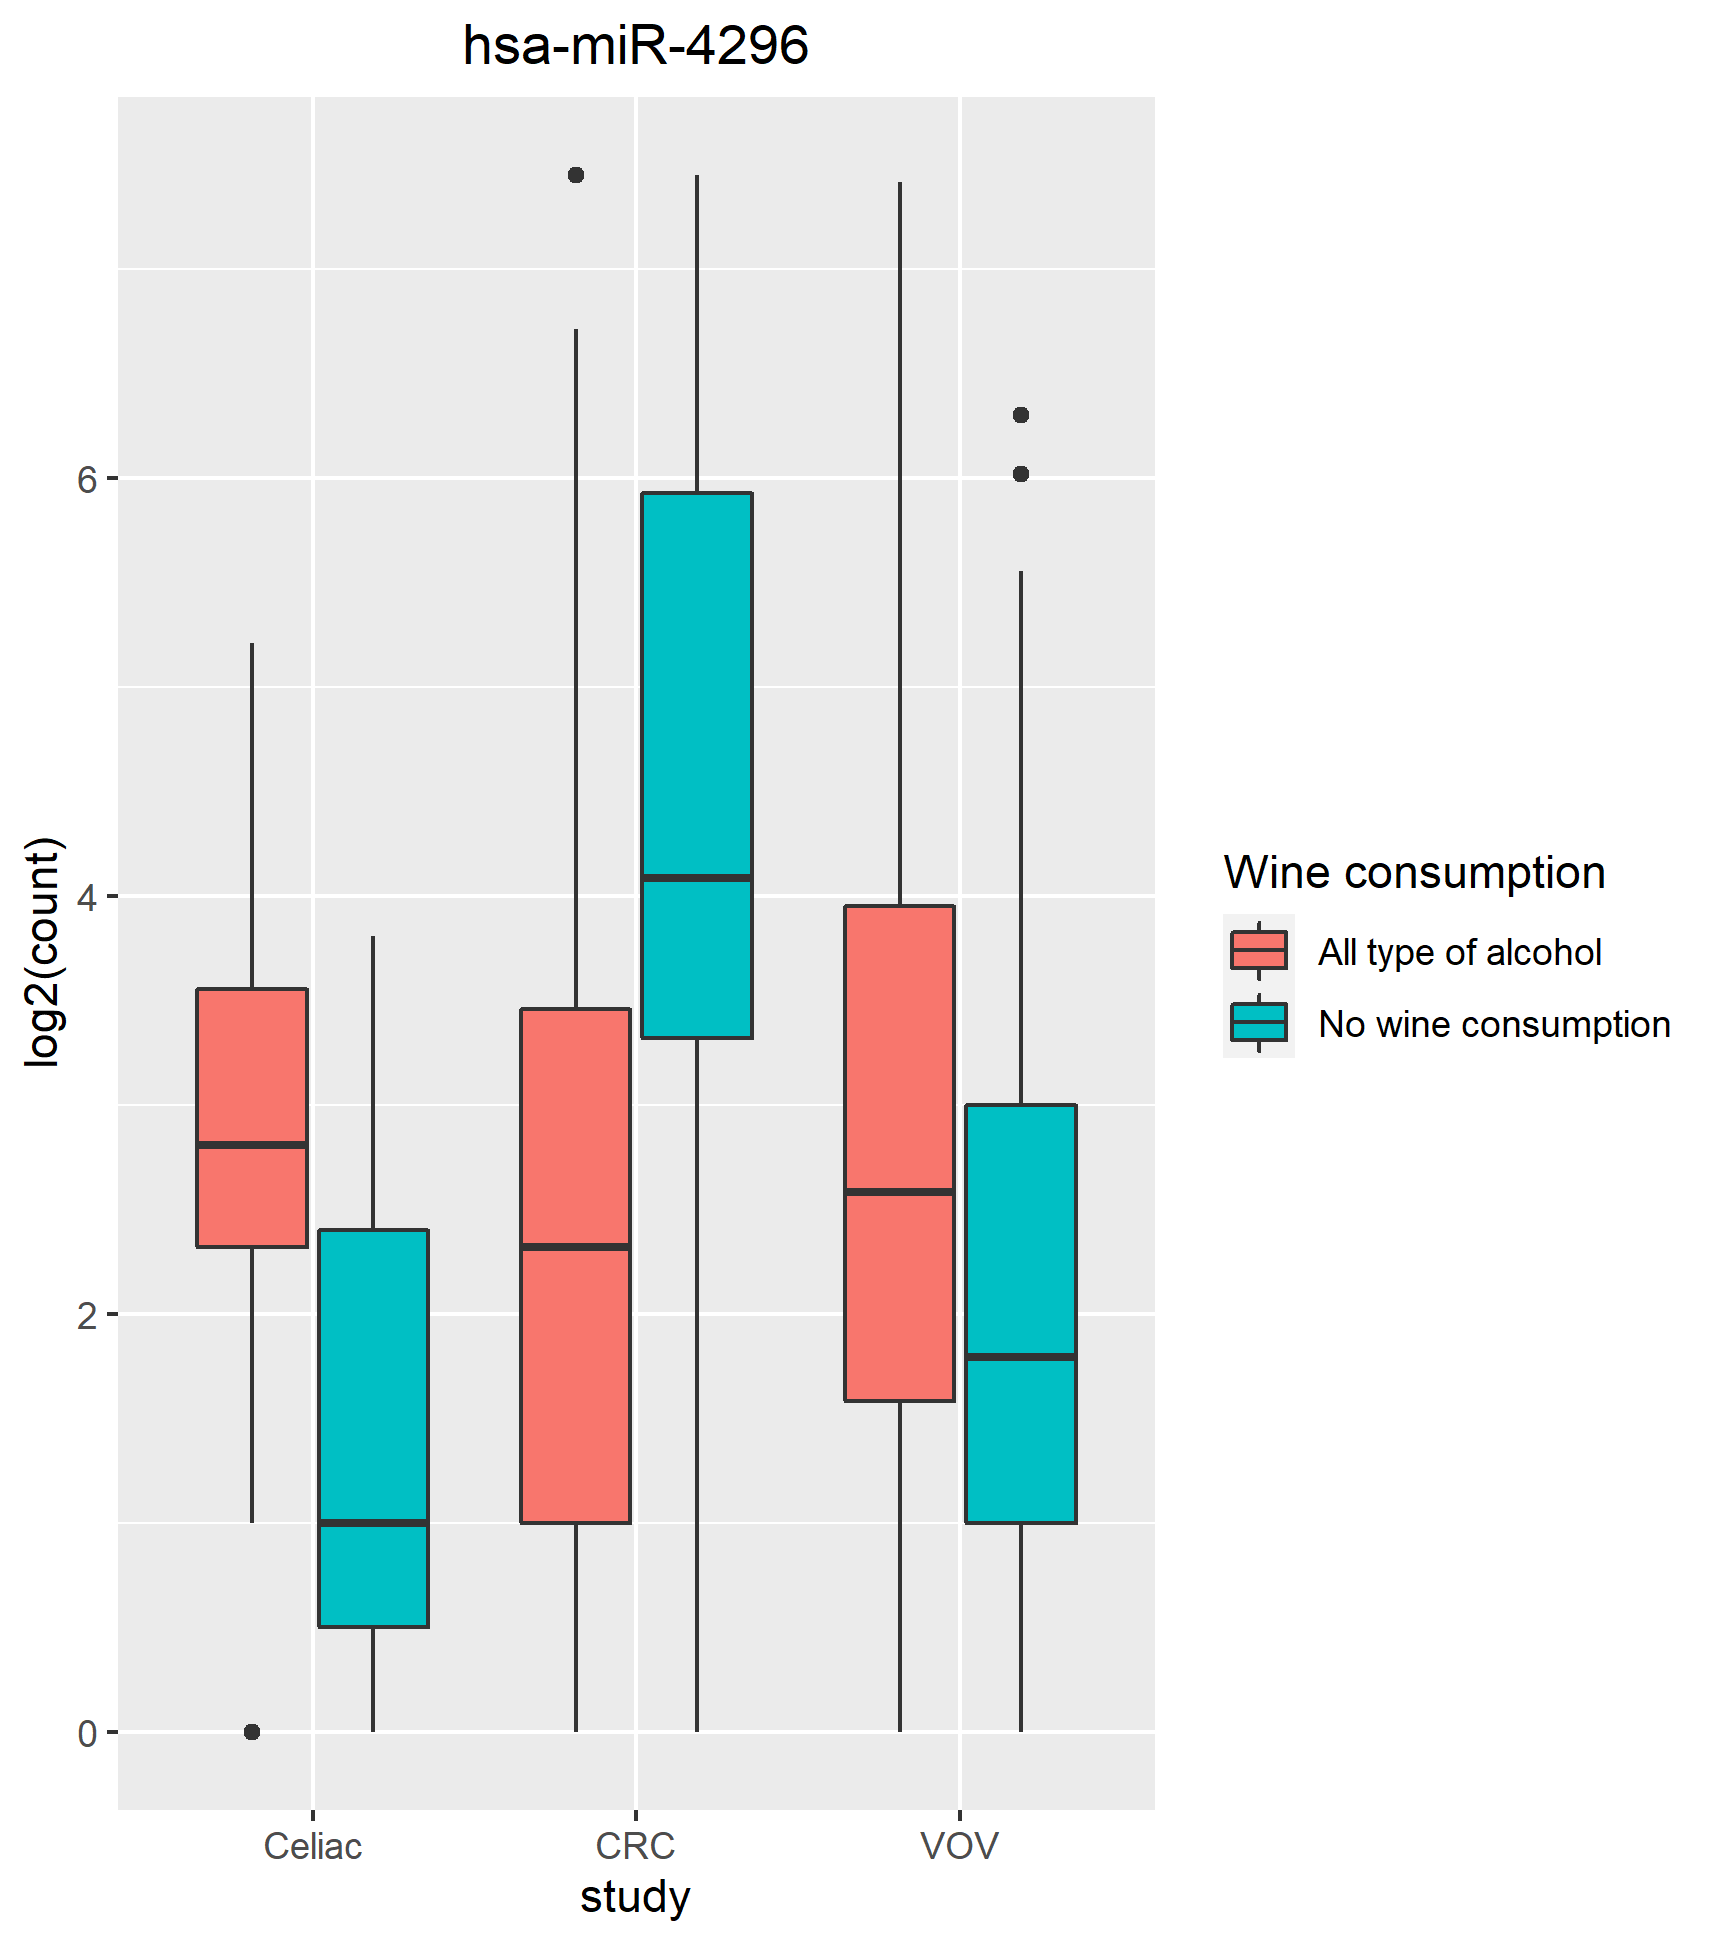 hsa-miR-4296
log2(count)
6
4
2
0
Celiac CRC VOV
study
Wine consumption
All type of alcohol
No wine consumption